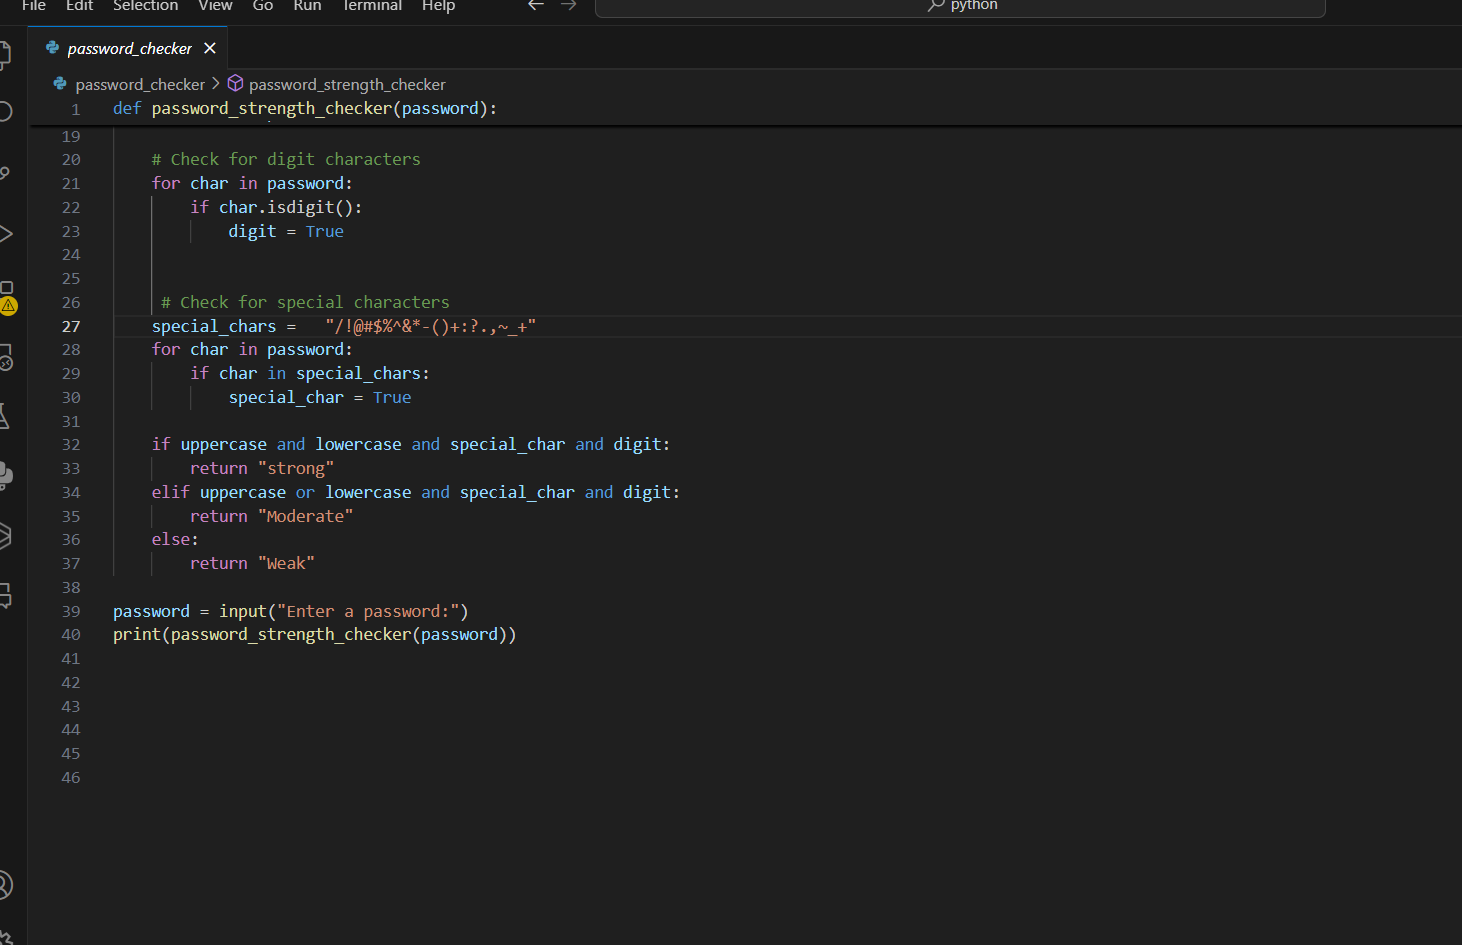 File Edit Selection View Go Run Terminal Help python
password_checker
password_checker > password_strength_checker
1 def password_strength_checker(password):
19
20 # Check for digit characters
21 for char in password:
22 if char.isdigit():
23 digit = True
24
25
26 # Check for special characters
27 special_chars = "/!@#$%^&*-()+:?.,~_+"
28 for char in password:
29 if char in special_chars:
30 special_char = True
31
32 if uppercase and lowercase and special_char and digit:
33 return "strong"
34 elif uppercase or lowercase and special_char and digit:
35 return "Moderate"
36 else:
37 return "Weak"
38
39 password = input("Enter a password:")
40 print(password_strength_checker(password))
41
42
43
44
45
46